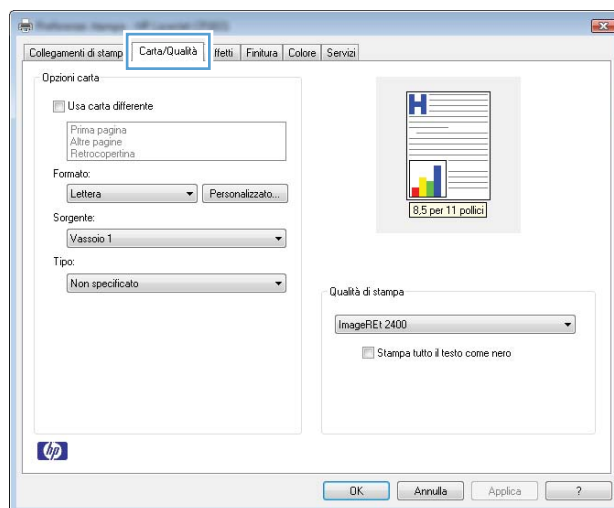 Collegamenti di stamp
Carta/Qualità
ffetti
Finitura
Colore
Servizi
Opzioni carta
Usa carta differente
Prima pagina
Altre pagine
Retrocopertina
Formato:
Lettera
Personalizzato...
Sorgente:
Vassoio 1
Tipo:
Non specificato
H
8,5 per 11 pollici
Qualità di stampa
ImageREt 2400
Stampa tutto il testo come nero
hp
OK
Annulla
Applica
?